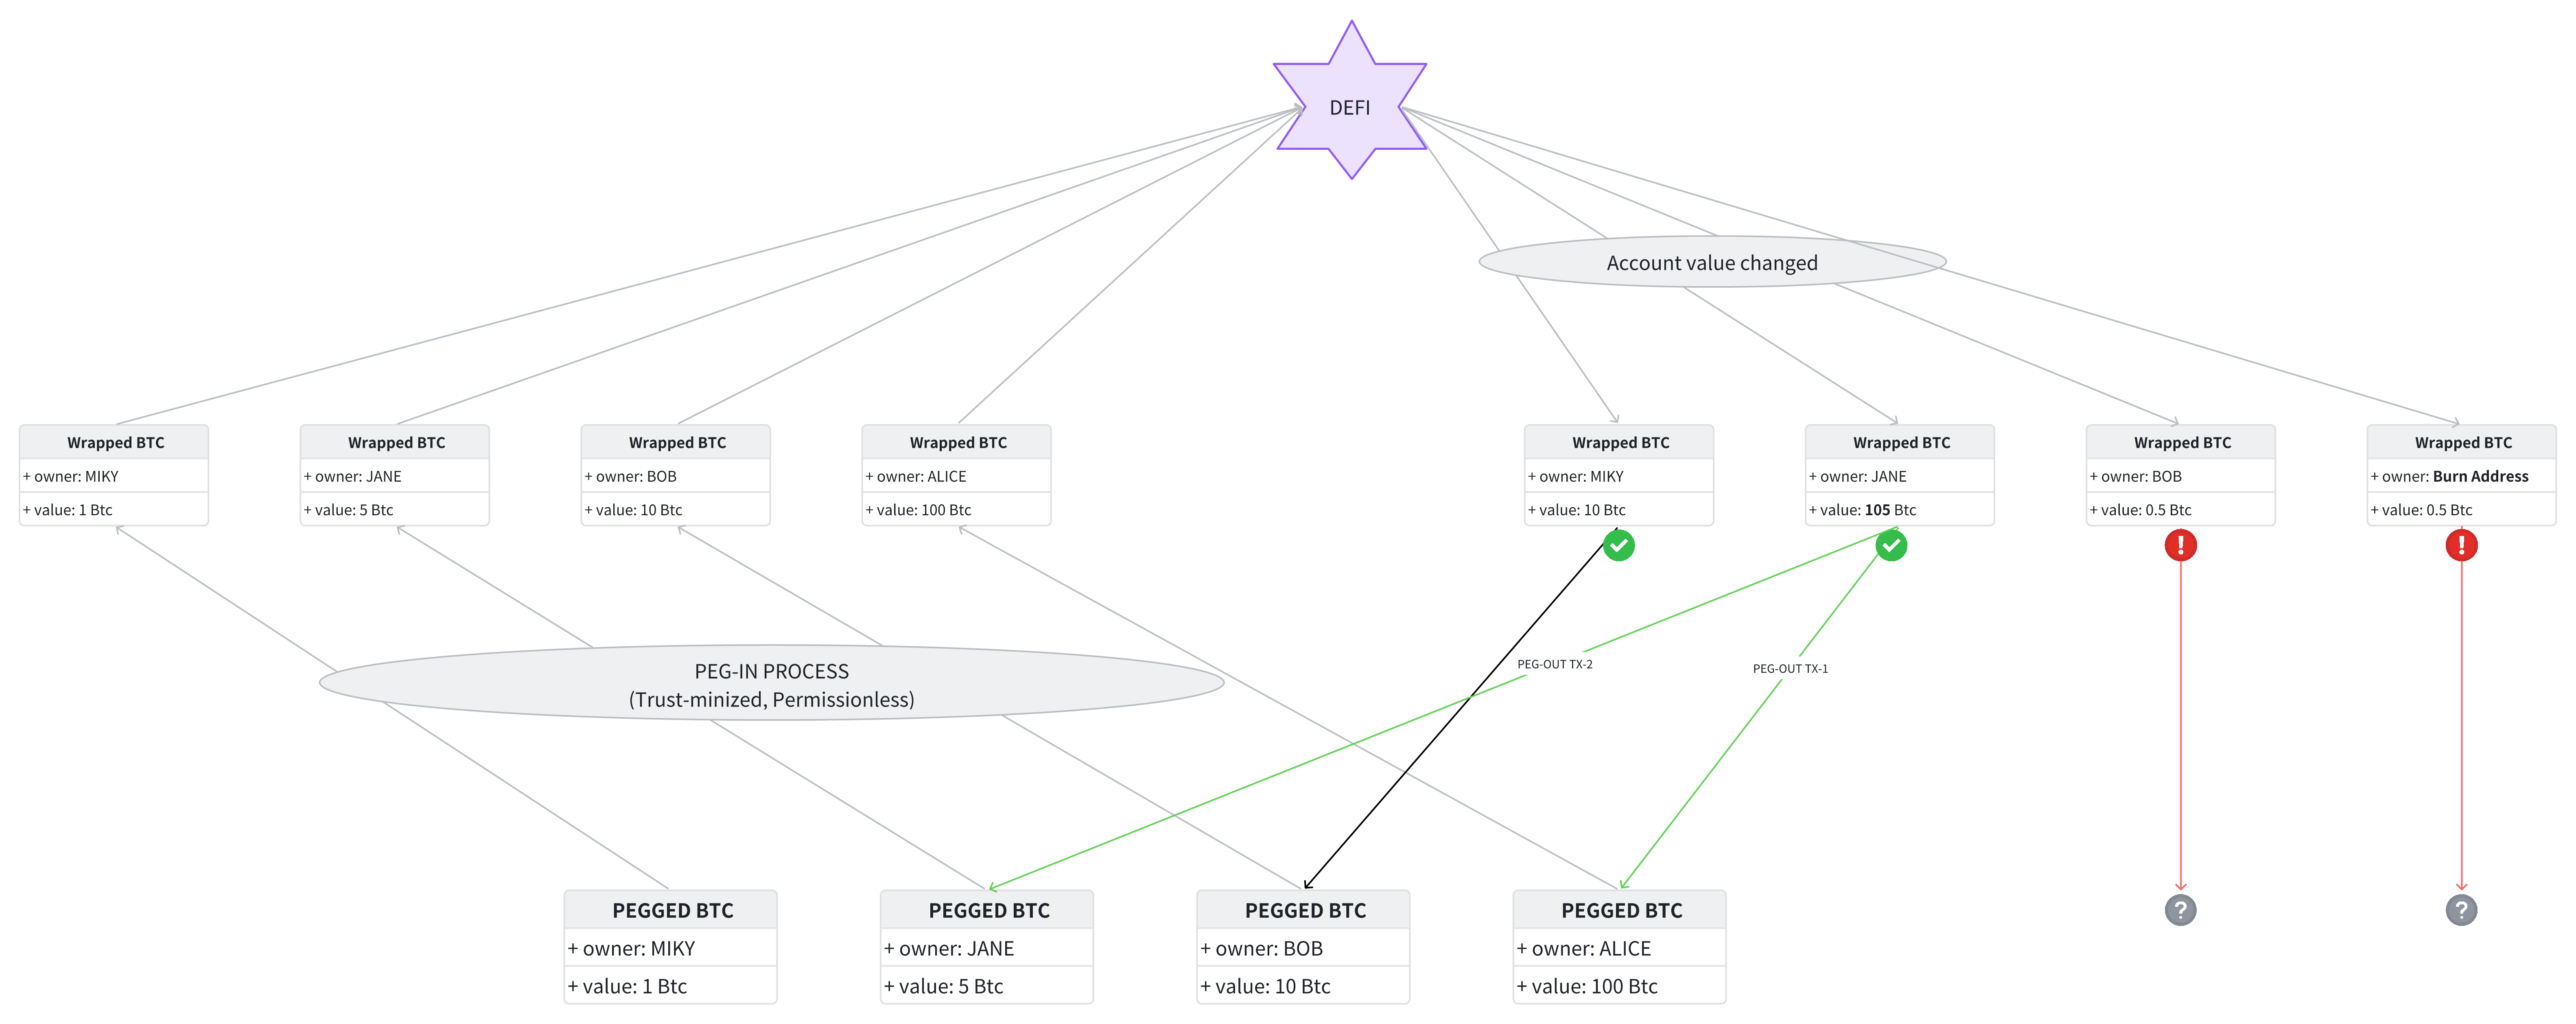 DEFI
Account value changed
Wrapped BTC
+ owner: MIKY
+ value: 1 Btc
Wrapped BTC
+ owner: JANE
+ value: 5 Btc
Wrapped BTC
+ owner: BOB
+ value: 10 Btc
Wrapped BTC
+ owner: ALICE
+ value: 100 Btc
Wrapped BTC
+ owner: MIKY
+ value: 10 Btc
Wrapped BTC
+ owner: JANE
+ value: 105 Btc
Wrapped BTC
+ owner: BOB
+ value: 0.5 Btc
Wrapped BTC
+ owner: Burn Address
+ value: 0.5 Btc
PEG-IN PROCESS
(Trust-minized, Permissionless)
PEG-OUT TX-2
PEG-OUT TX-1
PEGGED BTC
+ owner: MIKY
+ value: 1 Btc
PEGGED BTC
+ owner: JANE
+ value: 5 Btc
PEGGED BTC
+ owner: BOB
+ value: 10 Btc
PEGGED BTC
+ owner: ALICE
+ value: 100 Btc